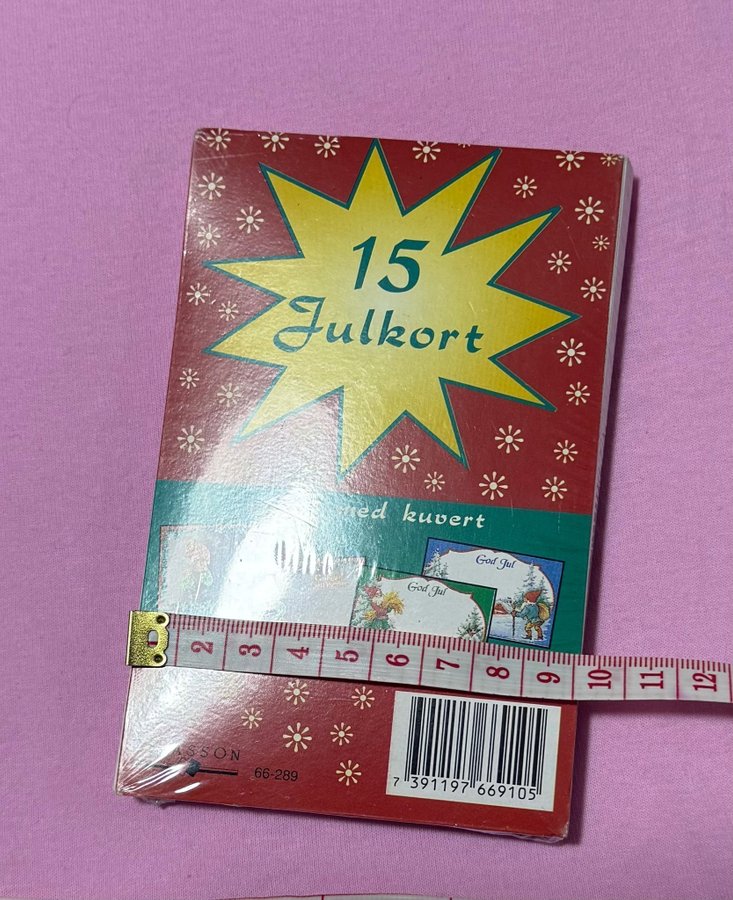 15
Julkort
med kuvert
God Jul
God Jul
2 3 4 5 6 7 8 9 10 11 12
ASSON
66-289
7 391197 669105